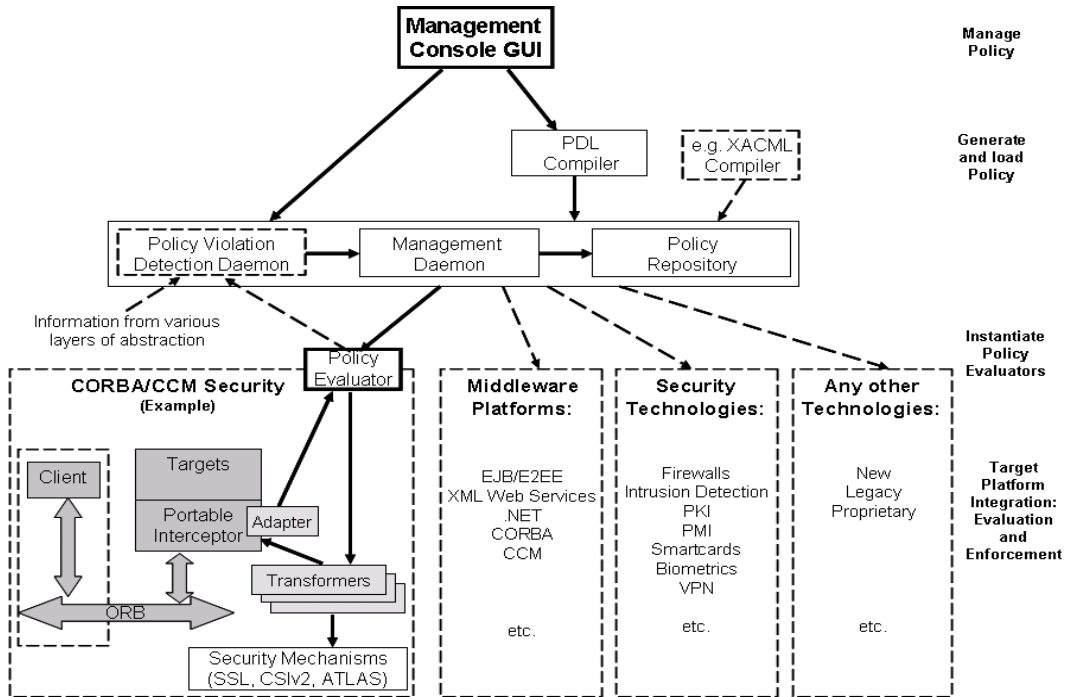 Management
Console GUI
Manage
Policy
PDL
Compiler
e.g. XACML
Compiler
Generate
and load
Policy
Policy Violation
Detection Daemon
Management
Daemon
Policy
Repository
Information from various
layers of abstraction
Instantiate
Policy
Evaluators
Policy
Evaluator
CORBA/CCM Security
(Example)
Client
Targets
Portable
Interceptor
Adapter
Transformers
ORB
Security Mechanisms
(SSL, CSIv2, ATLAS)
Middleware
Platforms:
EJB/E2EE
XML Web Services
.NET
CORBA
CCM
etc.
Security
Technologies:
Firewalls
Intrusion Detection
PKI
PMI
Smartcards
Biometrics
VPN
etc.
Any other
Technologies:
New
Legacy
Proprietary
etc.
Target
Platform
Integration:
Evaluation
and
Enforcement